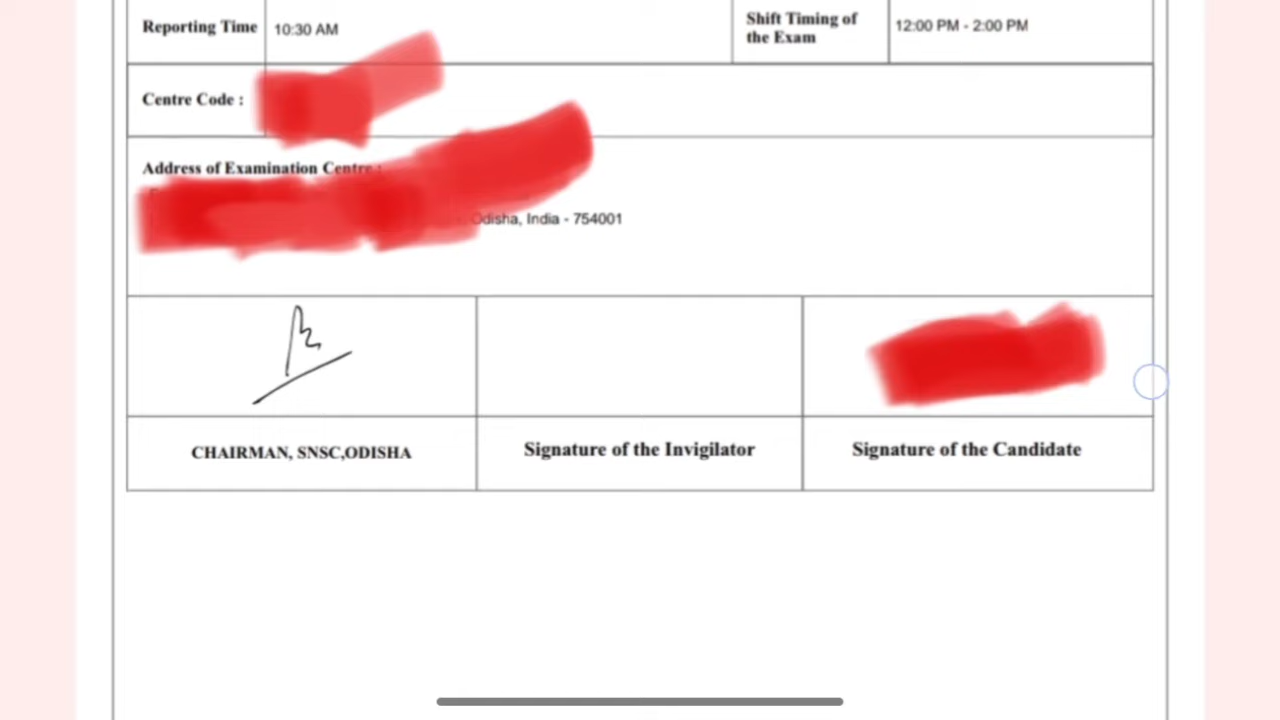 Reporting Time 10:30 AM Shift Timing of the Exam 12:00 PM - 2:00 PM
Centre Code :
Address of Examination Centre :
Odisha, India - 754001
CHAIRMAN, SNSC,ODISHA Signature of the Invigilator Signature of the Candidate